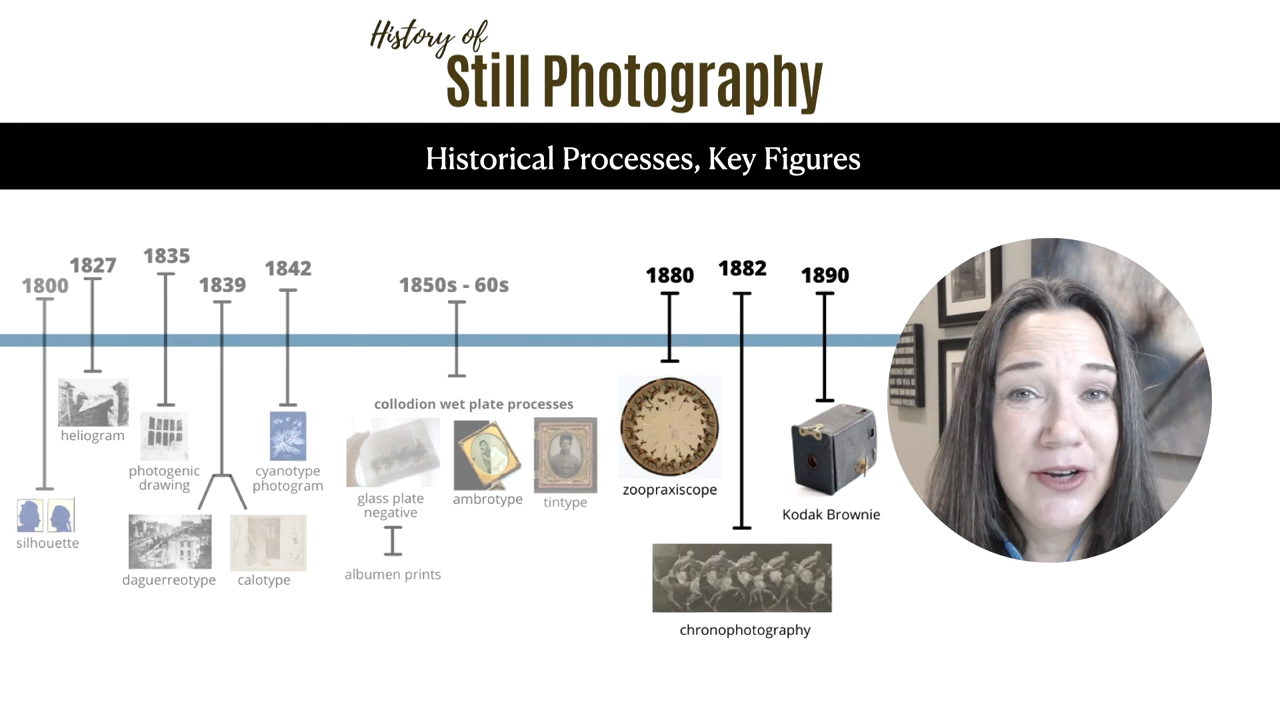 History of
Still Photography
Historical Processes, Key Figures
1800
1827
1835
1839
1842
1850s - 60s
1880
1882
1890
heliogram
photogenic
drawing
cyanotype
photogram
silhouette
daguerreotype
calotype
collodion wet plate processes
glass plate
negative
ambrotype
tintype
albumen prints
zoopraxiscope
Kodak Brownie
chronophotography